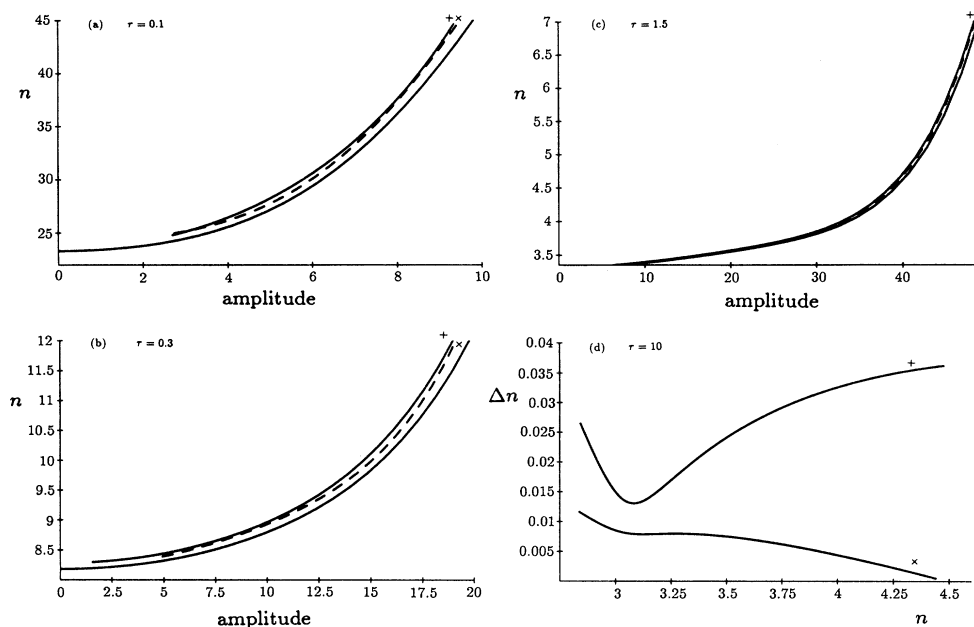 (a) τ = 0.1
+ ×
45
35
n
33
25
23
0 2 4 6 8 10
amplitude
(c) τ = 1.5
+
7
6.5
6
n
5.5
5
4.5
4
3.5
0 10 20 30 40
amplitude
(b) τ = 0.3
+
×
12
11.5
11
n
10.5
10
9.5
9
8.5
0 2.5 5 7.5 10 12.5 15 17.5 20
amplitude
(d) τ = 10
+
0.04
0.035
Δn
0.03
0.025
0.02
0.015
0.01
0.005
×
3 3.25 3.5 3.75 4 4.25 4.5
n